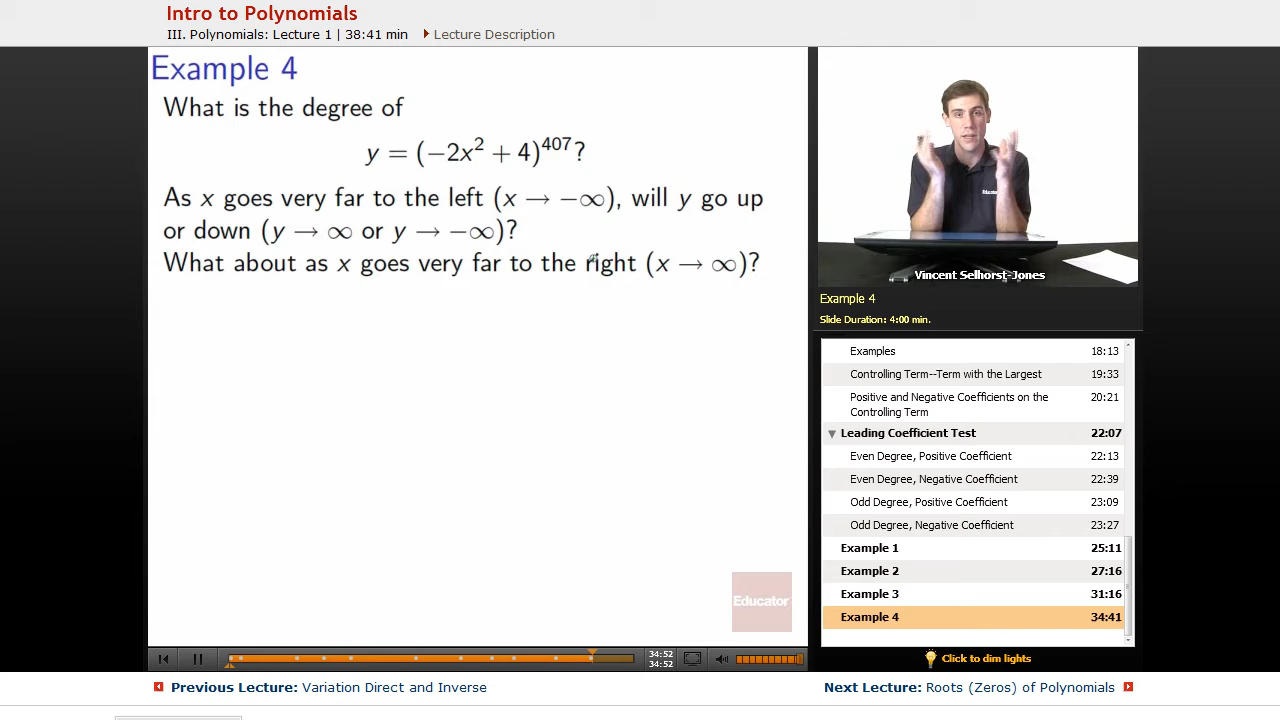 Intro to Polynomials
III. Polynomials: Lecture 1 | 38:41 min Lecture Description
Example 4
What is the degree of
y = (−2x² + 4)⁴⁰⁷?
As x goes very far to the left (x → −∞), will y go up
or down (y → ∞ or y → −∞)?
What about as x goes very far to the right (x → ∞)?
Educator
Educator
Vincent Selhorst-Jones
Example 4
Slide Duration: 4:00 min.
Examples 18:13
Controlling Term--Term with the Largest 19:33
Positive and Negative Coefficients on the 20:21
Controlling Term
Leading Coefficient Test 22:07
Even Degree, Positive Coefficient 22:13
Even Degree, Negative Coefficient 22:39
Odd Degree, Positive Coefficient 23:09
Odd Degree, Negative Coefficient 23:27
Example 1 25:11
Example 2 27:16
Example 3 31:16
Example 4 34:41
34:52
34:52
Click to dim lights
Previous Lecture: Variation Direct and Inverse
Next Lecture: Roots (Zeros) of Polynomials